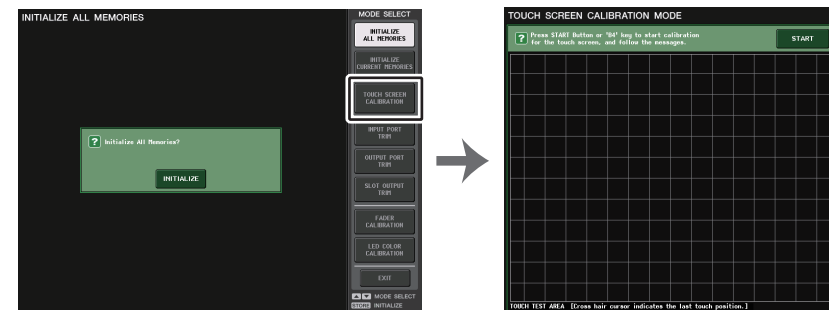 INITIALIZE ALL MEMORIES
? Initialize All Memories?
INITIALIZE
MODE SELECT
INITIALIZE
ALL MEMORIES
INITIALIZE
CURRENT MEMORIES
TOUCH SCREEN
CALIBRATION
INPUT PORT
TRIM
OUTPUT PORT
TRIM
SLOT OUTPUT
TRIM
FADER
CALIBRATION
LED COLOR
CALIBRATION
EXIT
MODE SELECT
STORE INITIALIZE
TOUCH SCREEN CALIBRATION MODE
? Press START Button or "B4" key to start calibration
for the touch screen, and follow the messages.
START
TOUCH TEST AREA [Cross hair cursor indicates the last touch position.]